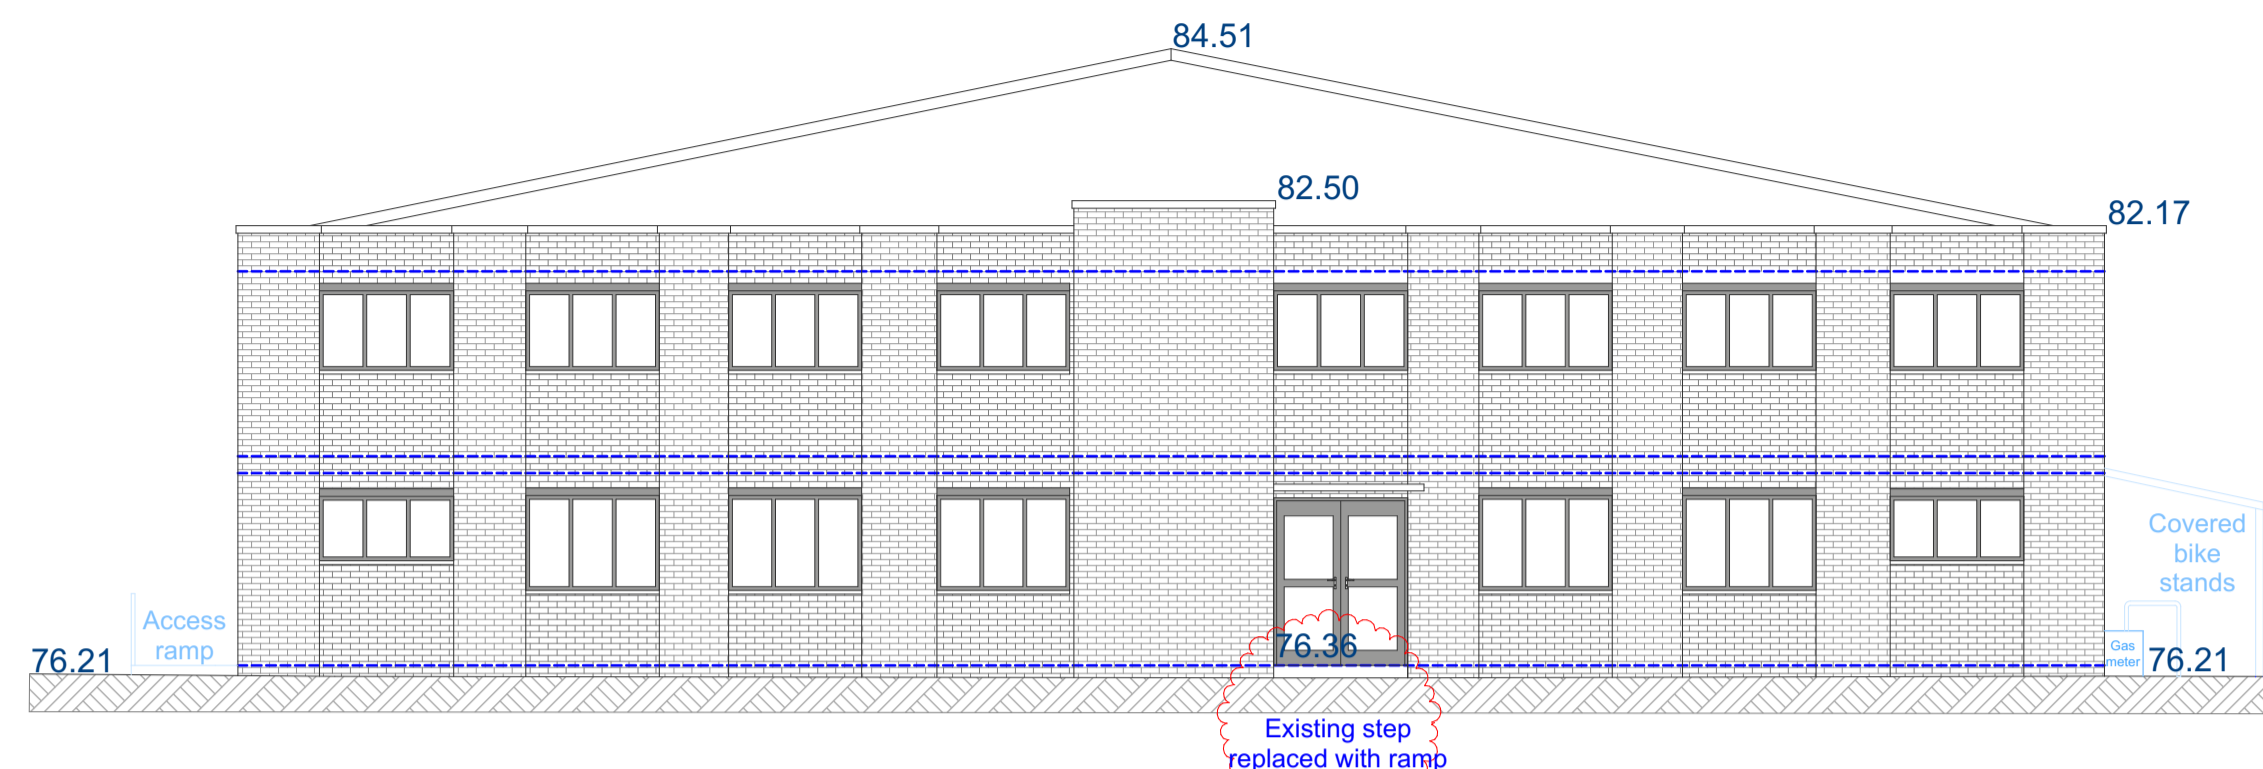 84.51
82.50
82.17
Covered
bike
stands
Access
ramp
76.21
76.36
Gas
meter
76.21
Existing step
replaced with ramp